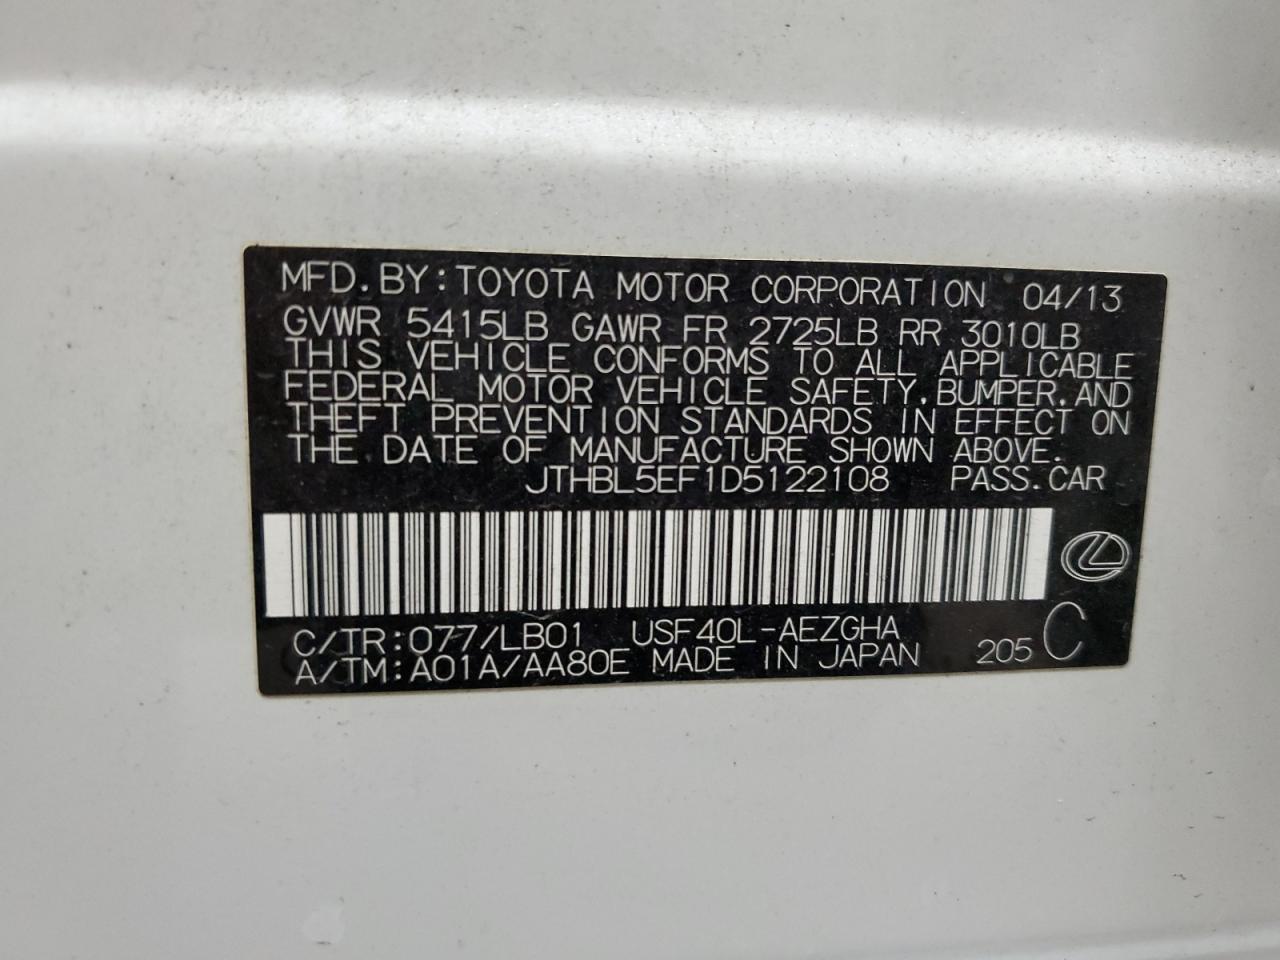 MFD. BY: TOYOTA MOTOR CORPORATION 04/13
GVWR 5415LB GAWR FR 2725LB RR 3010LB
THIS VEHICLE CONFORMS TO ALL APPLICABLE
FEDERAL MOTOR VEHICLE SAFETY, BUMPER, AND
THEFT PREVENTION STANDARDS IN EFFECT ON
THE DATE OF MANUFACTURE SHOWN ABOVE.
JTHBL5EF1D5122108 PASS. CAR
C/TR: 077/LB01 USF40L-AEZGHA
A/TM: A01A/AA80E MADE IN JAPAN 205 C